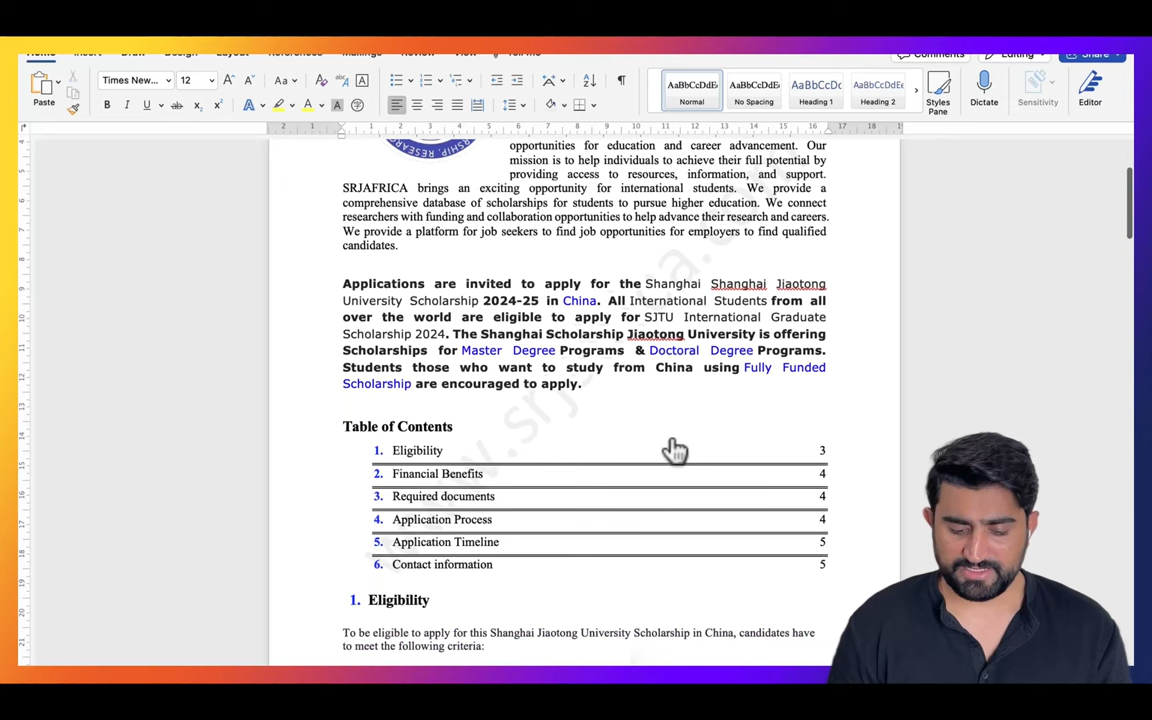 Times New...
12
Aa
Paste
AaBbCcDdEe
AaBbCcDdEe
AaBbCcDc
AaBbCcDdE
Normal
No Spacing
Heading 1
Heading 2
Styles
Pane
Dictate
Sensitivity
Editor
opportunities for education and career advancement. Our
mission is to help individuals to achieve their full potential by
providing access to resources, information, and support.
SRJAFRICA brings an exciting opportunity for international students. We provide a
comprehensive database of scholarships for students to pursue higher education. We connect
researchers with funding and collaboration opportunities to help advance their research and careers.
We provide a platform for job seekers to find job opportunities for employers to find qualified
candidates.
Applications are invited to apply for the Shanghai Shanghai Jiaotong
University Scholarship 2024-25 in China. All International Students from all
over the world are eligible to apply for SJTU International Graduate
Scholarship 2024. The Shanghai Scholarship Jiaotong University is offering
Scholarships for Master Degree Programs & Doctoral Degree Programs.
Students those who want to study from China using Fully Funded
Scholarship are encouraged to apply.
Table of Contents
1. Eligibility 3
2. Financial Benefits 4
3. Required documents 4
4. Application Process 4
5. Application Timeline 5
6. Contact information 5
1. Eligibility
To be eligible to apply for this Shanghai Jiaotong University Scholarship in China, candidates have
to meet the following criteria: